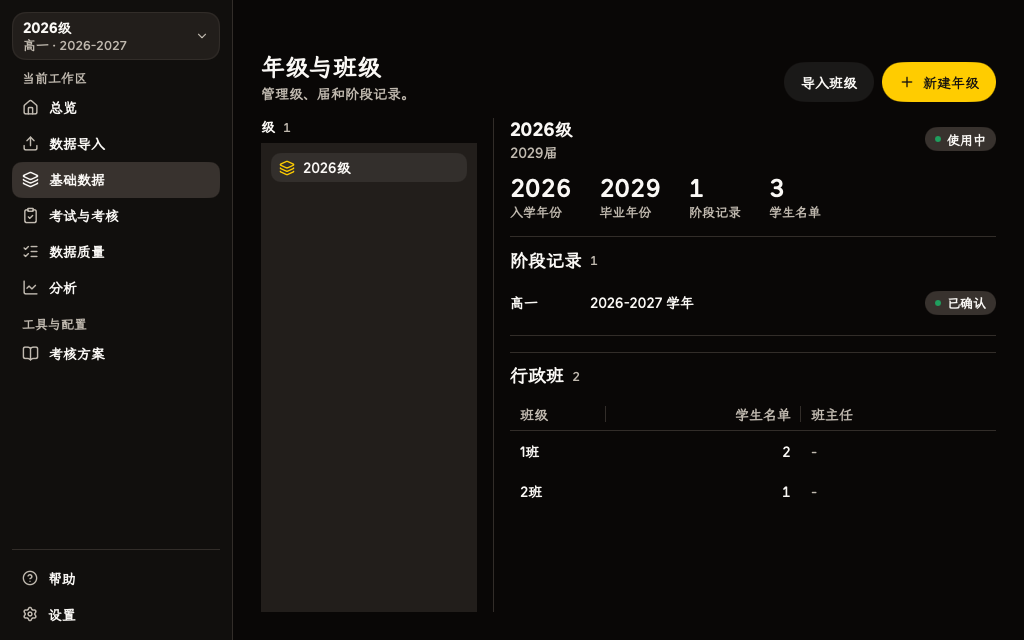 2026级
高一 · 2026-2027
当前工作区
总览
数据导入
基础数据
考试与考核
数据质量
分析
工具与配置
考核方案
帮助
设置
年级与班级
管理级、届和阶段记录。
导入班级
新建年级
级 1
2026级
2026级
2029届
使用中
2026 2029 1 3
入学年份 毕业年份 阶段记录 学生名单
阶段记录 1
高一 2026-2027 学年 已确认
行政班 2
班级 学生名单 班主任
1班 2 -
2班 1 -